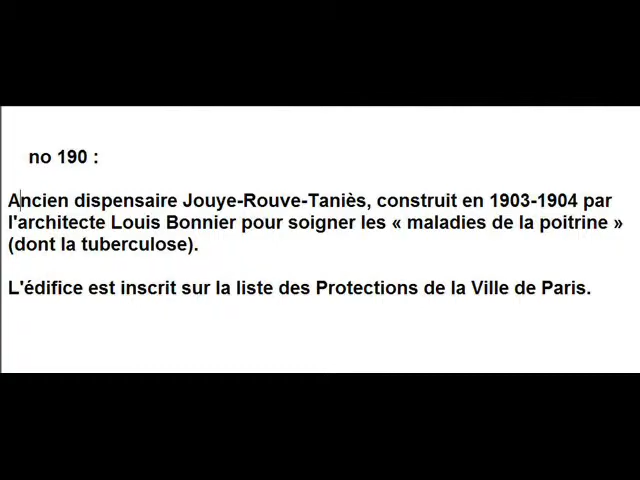 no 190 :
Ancien dispensaire Jouye-Rouve-Taniès, construit en 1903-1904 par
l'architecte Louis Bonnier pour soigner les « maladies de la poitrine »
(dont la tuberculose).
L'édifice est inscrit sur la liste des Protections de la Ville de Paris.